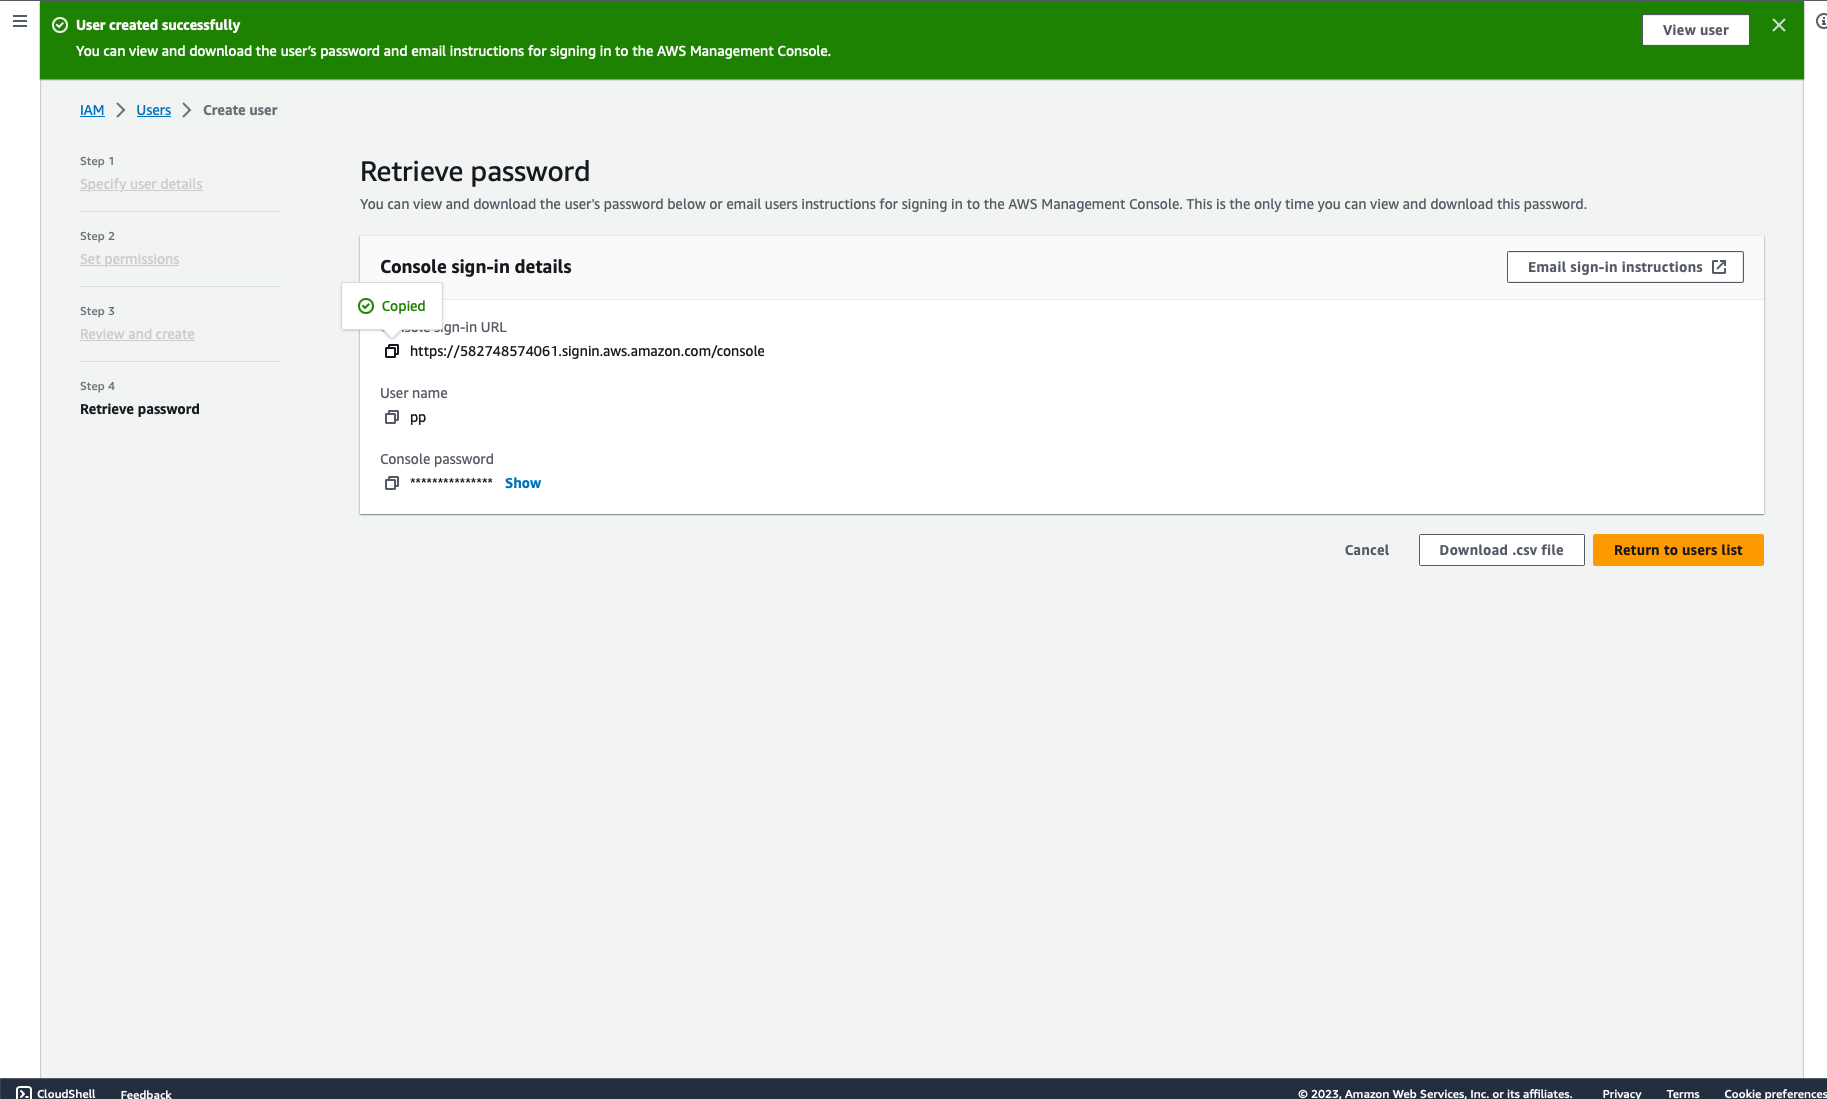 User created successfully
You can view and download the user's password and email instructions for signing in to the AWS Management Console.
View user
IAM > Users > Create user
Step 1
Specify user details
Step 2
Set permissions
Step 3
Review and create
Step 4
Retrieve password
Retrieve password
You can view and download the user's password below or email users instructions for signing in to the AWS Management Console. This is the only time you can view and download this password.
Console sign-in details
Email sign-in instructions
Copied
sign-in URL
https://582748574061.signin.aws.amazon.com/console
User name
pp
Console password
*************** Show
Cancel
Download .csv file
Return to users list
CloudShell
Feedback
© 2023, Amazon Web Services, Inc. or its affiliates.
Privacy
Terms
Cookie preferences